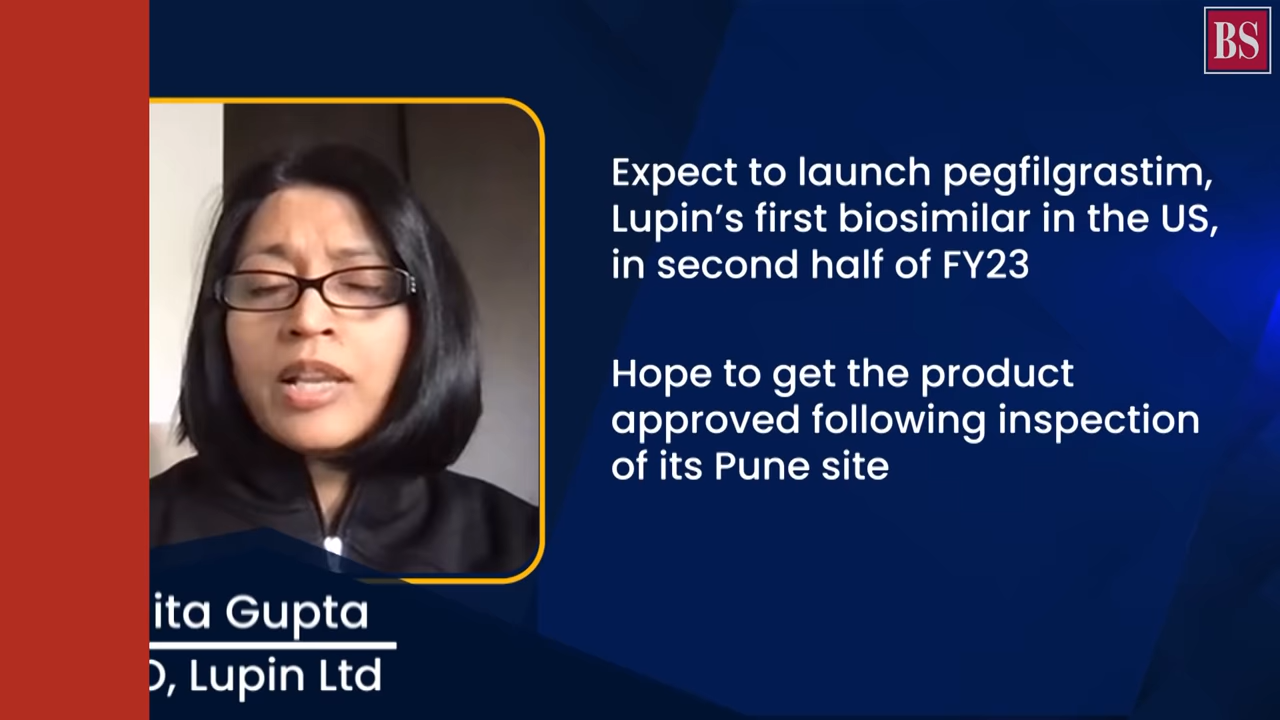 BS
Expect to launch pegfilgrastim,
Lupin’s first biosimilar in the US,
in second half of FY23
Hope to get the product
approved following inspection
of its Pune site
ita Gupta
O, Lupin Ltd